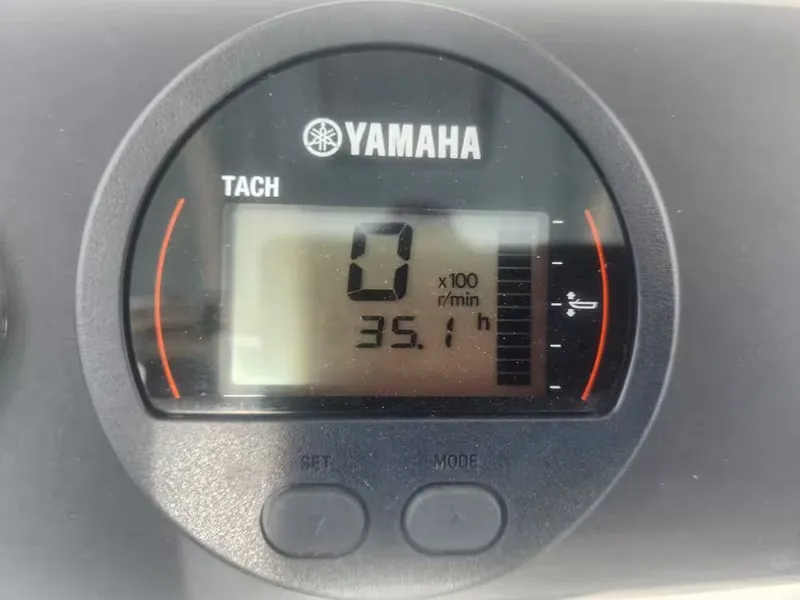 YAMAHA
TACH
0
x100
r/min
35.1 h
SET
MODE